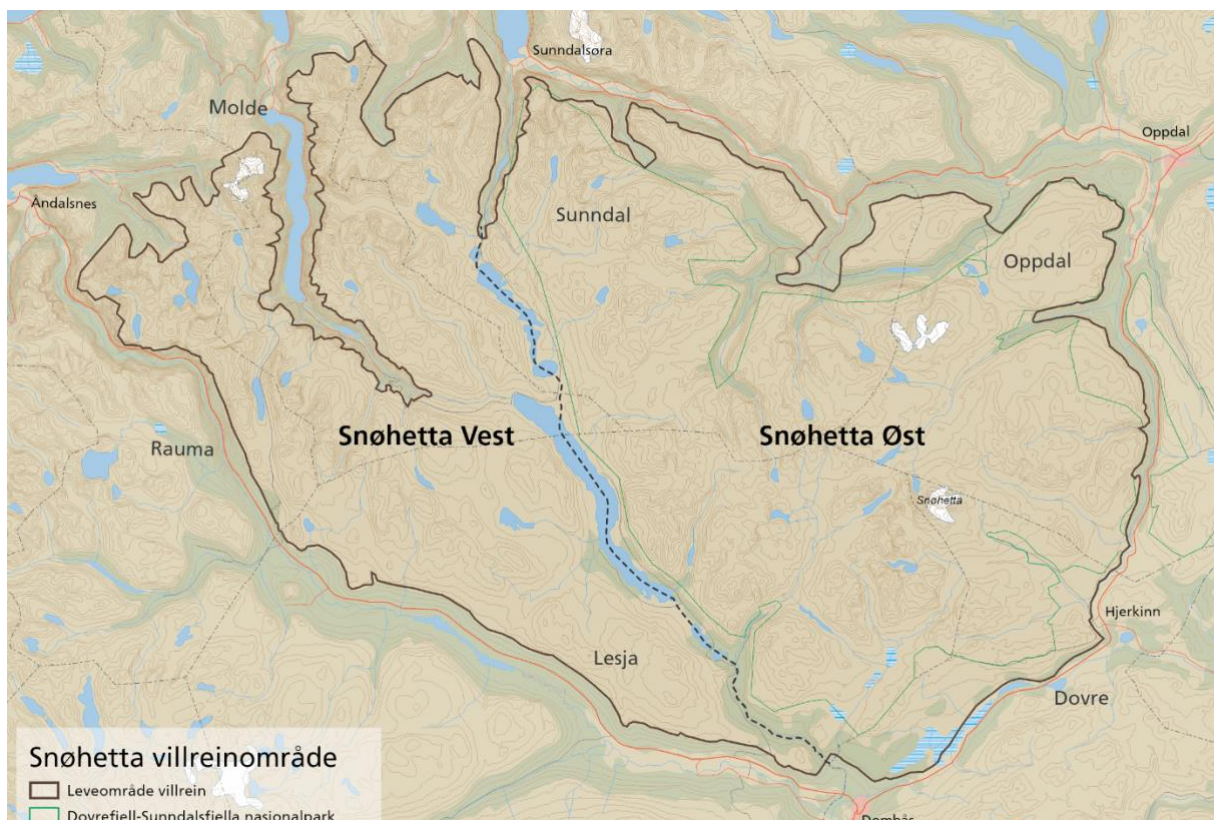 Sunndalsøra
Molde
Oppdal
Åndalsnes
Sunndal
Oppdal
Snøhetta Vest
Snøhetta Øst
Rauma
Snøhetta
Hjerkinn
Lesja
Dovre
Snøhetta villreinområde
Leveområde villrein
Dovrefjell-Sunndalsfjella nasjonalpark
Dombås